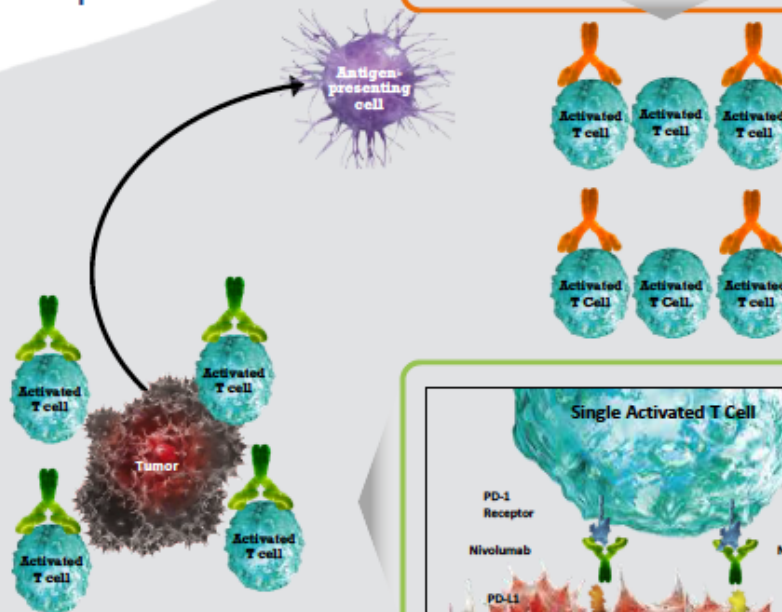 Antigen-
presenting
cell
Activated
T cell
Activated
T cell
Activated
T cell
Activated
T Cell
Activated
T Cell
Activated
T cell
Activated
T cell
Activated
T cell
Tumor
Activated
T cell
Activated
T cell
Single Activated T Cell
PD-1
Receptor
Nivolumab
PD-L1